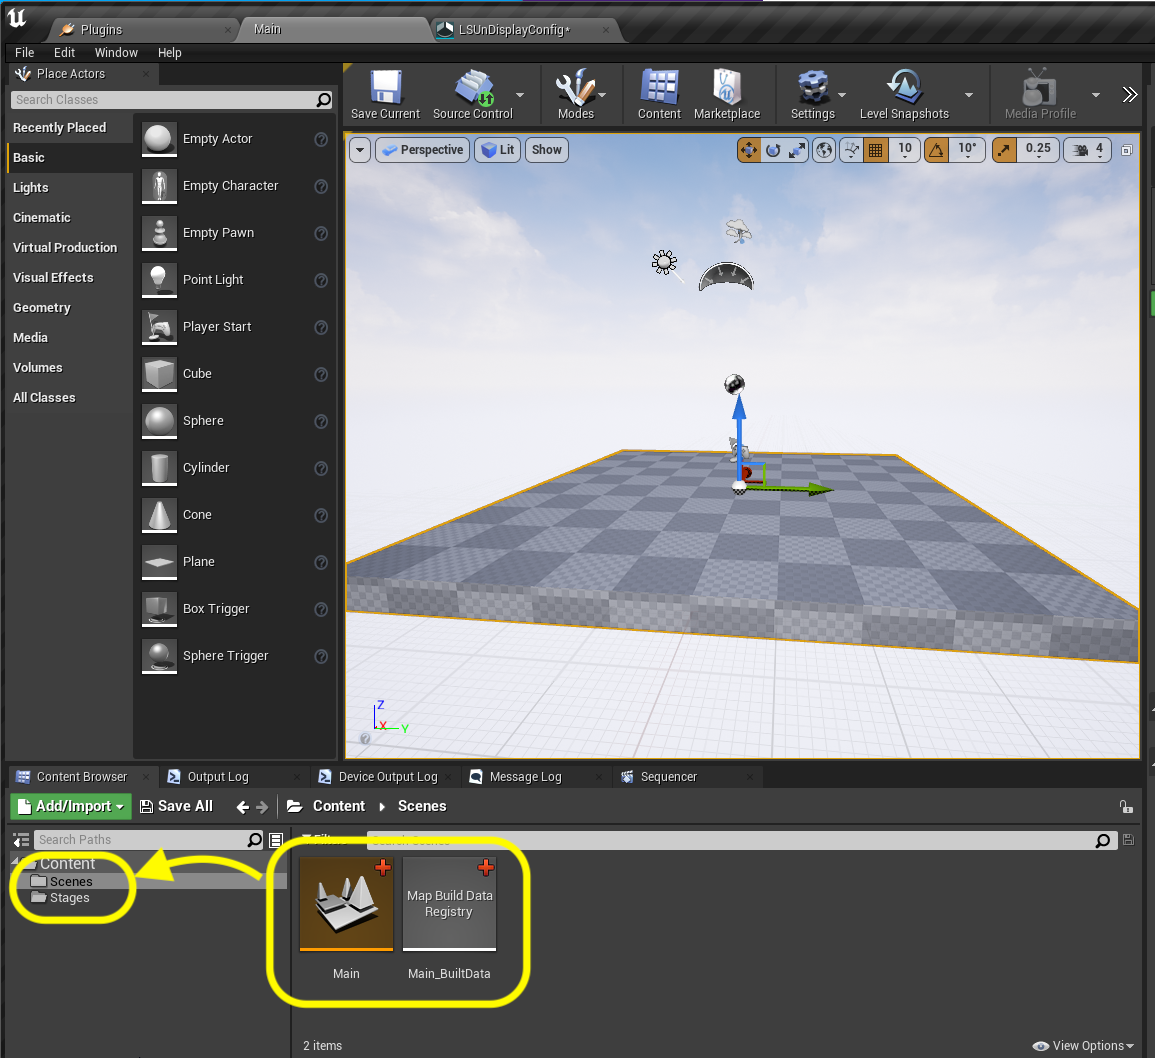 Plugins
Main
LSUnDisplayConfig*
File Edit Window Help
Place Actors
Search Classes
Recently Placed
Basic
Lights
Cinematic
Virtual Production
Visual Effects
Geometry
Media
Volumes
All Classes
Empty Actor
Empty Character
Empty Pawn
Point Light
Player Start
Cube
Sphere
Cylinder
Cone
Plane
Box Trigger
Sphere Trigger
Save Current
Source Control
Modes
Content
Marketplace
Settings
Level Snapshots
Media Profile
Perspective
Lit
Show
10
10°
0.25
4
Z
X
Y
Content Browser
Output Log
Device Output Log
Message Log
Sequencer
Add/Import
Save All
Content
Scenes
Search Paths
Content
Scenes
Stages
Map Build Data
Registry
Main
Main_BuiltData
2 items
View Options